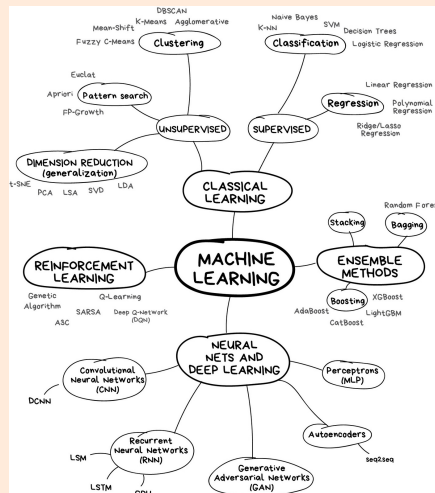 DBSCAN
K-Means
Agglomerative
Mean-Shift
Fuzzy C-Means
Clustering
Euclat
Apriori
Pattern search
FP-Growth
UNSUPERVISED
DIMENSION REDUCTION
(generalization)
t-SNE
PCA
LSA
SVD
LDA
Naive Bayes
K-NN
SVM
Decision Trees
Classification
Logistic Regression
Linear Regression
Regression
Polynomial
Regression
Ridge/Lasso
Regression
SUPERVISED
CLASSICAL
LEARNING
MACHINE
LEARNING
Stacking
Random Fores
Bagging
ENSEMBLE
METHODS
Boosting
XGBoost
AdaBoost
LightGBM
CatBoost
REINFORCEMENT
LEARNING
Genetic
Algorithm
Q-Learning
SARSA
Deep Q-Network
(DQN)
ASC
NEURAL
NETS AND
DEEP LEARNING
Convolutional
Neural Networks
(CNN)
DCNN
Perceptrons
(MLP)
Recurrent
Neural Networks
(RNN)
LSM
LSTM
GRU
Autoencoders
seq2seq
Generative
Adversarial Networks
(GAN)